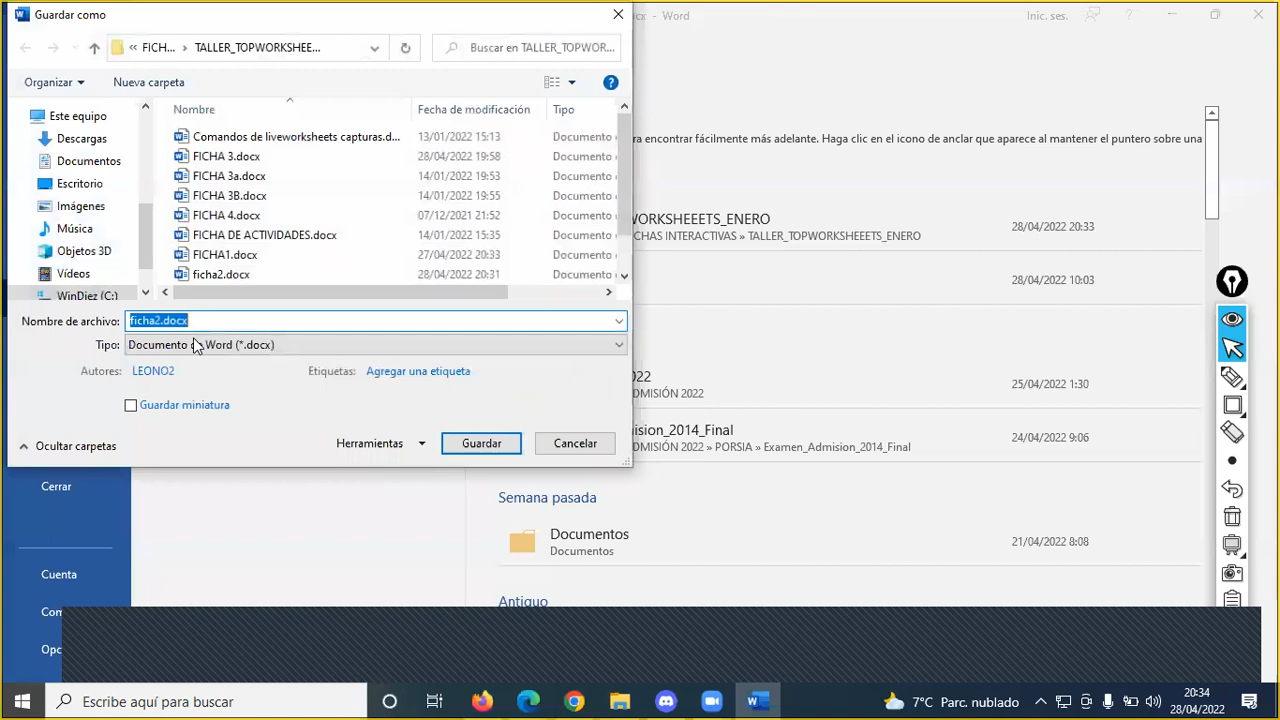 Guardar como
cx - Word
Inic. ses.
« FICH... › TALLER_TOPWORKSHEE...
Buscar en TALLER_TOPWOR...
Organizar
Nueva carpeta
Este equipo
Descargas
Documentos
Escritorio
Imágenes
Música
Objetos 3D
Vídeos
WinDiez (C:)
Nombre
Fecha de modificación
Tipo
Comandos de liveworksheets capturas.d... 13/01/2022 15:13 Documento
FICHA 3.docx 28/04/2022 19:58 Documento
FICHA 3a.docx 14/01/2022 19:53 Documento
FICHA 3B.docx 14/01/2022 19:55 Documento
FICHA 4.docx 07/12/2021 21:52 Documento
FICHA DE ACTIVIDADES.docx 14/01/2022 15:35 Documento
FICHA1.docx 27/04/2022 20:33 Documento
ficha2.docx 28/04/2022 20:31 Documento
Nombre de archivo: ficha2.docx
Tipo: Documento de Word (*.docx)
Autores: LEONO2
Etiquetas: Agregar una etiqueta
Guardar miniatura
Ocultar carpetas
Herramientas
Guardar
Cancelar
ra encontrar fácilmente más adelante. Haga clic en el icono de anclar que aparece al mantener el puntero sobre una
WORKSHEEETS_ENERO
ICHAS INTERACTIVAS » TALLER_TOPWORKSHEEETS_ENERO
28/04/2022 20:33
28/04/2022 10:03
022
DMISIÓN 2022
25/04/2022 1:30
mision_2014_Final
DMISIÓN 2022 » PORSIA » Examen_Admision_2014_Final
24/04/2022 9:06
Semana pasada
Documentos
Documentos
21/04/2022 8:08
Antiguo
Cerrar
Cuenta
Com
Opc
Escribe aquí para buscar
7°C Parc. nublado
20:34
28/04/2022